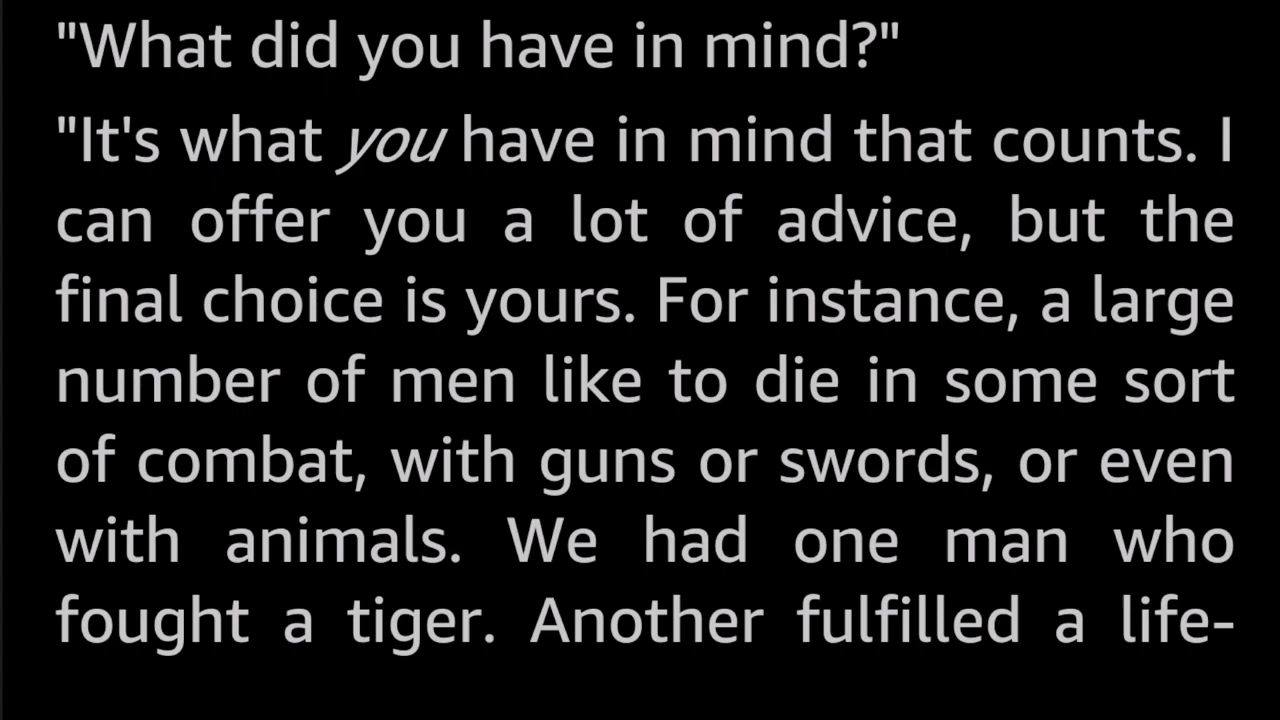 "What did you have in mind?"
"It's what you have in mind that counts. I
can offer you a lot of advice, but the
final choice is yours. For instance, a large
number of men like to die in some sort
of combat, with guns or swords, or even
with animals. We had one man who
fought a tiger. Another fulfilled a life-